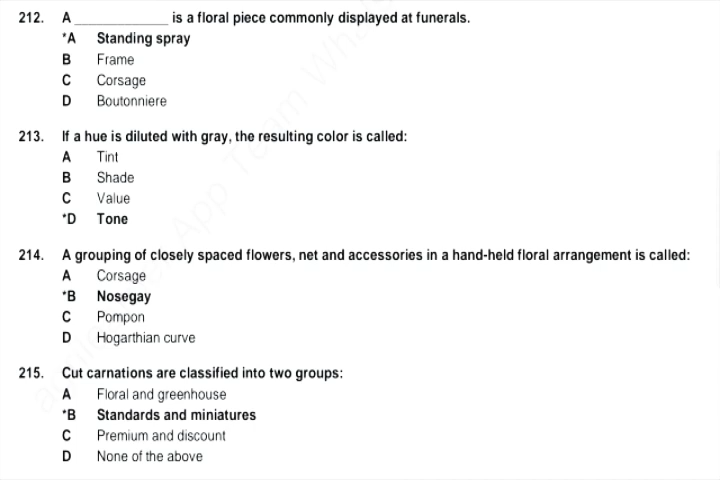 212. A ______________ is a floral piece commonly displayed at funerals.
*A Standing spray
B Frame
C Corsage
D Boutonniere
213. If a hue is diluted with gray, the resulting color is called:
A Tint
B Shade
C Value
*D Tone
214. A grouping of closely spaced flowers, net and accessories in a hand-held floral arrangement is called:
A Corsage
*B Nosegay
C Pompon
D Hogarthian curve
215. Cut carnations are classified into two groups:
A Floral and greenhouse
*B Standards and miniatures
C Premium and discount
D None of the above
App Team